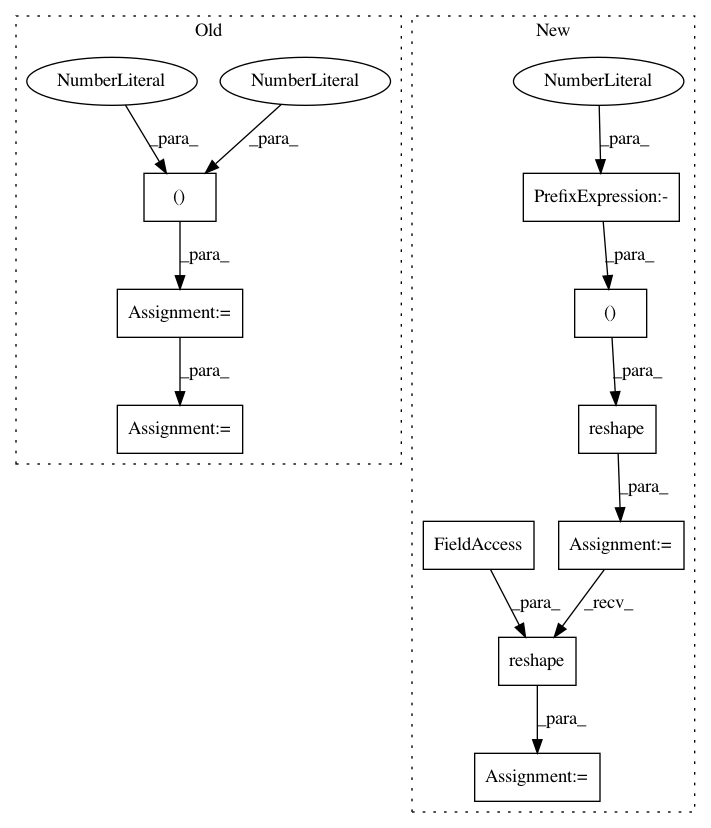 Old
New
NumberLiteral
NumberLiteral
NumberLiteral
_para_
_para_
_para_
()
PrefixExpression:-
_para_
_para_
Assignment:=
()
_para_
_para_
Assignment:=
reshape
_para_
FieldAccess
Assignment:=
_para_
_recv_
reshape
_para_
Assignment:=